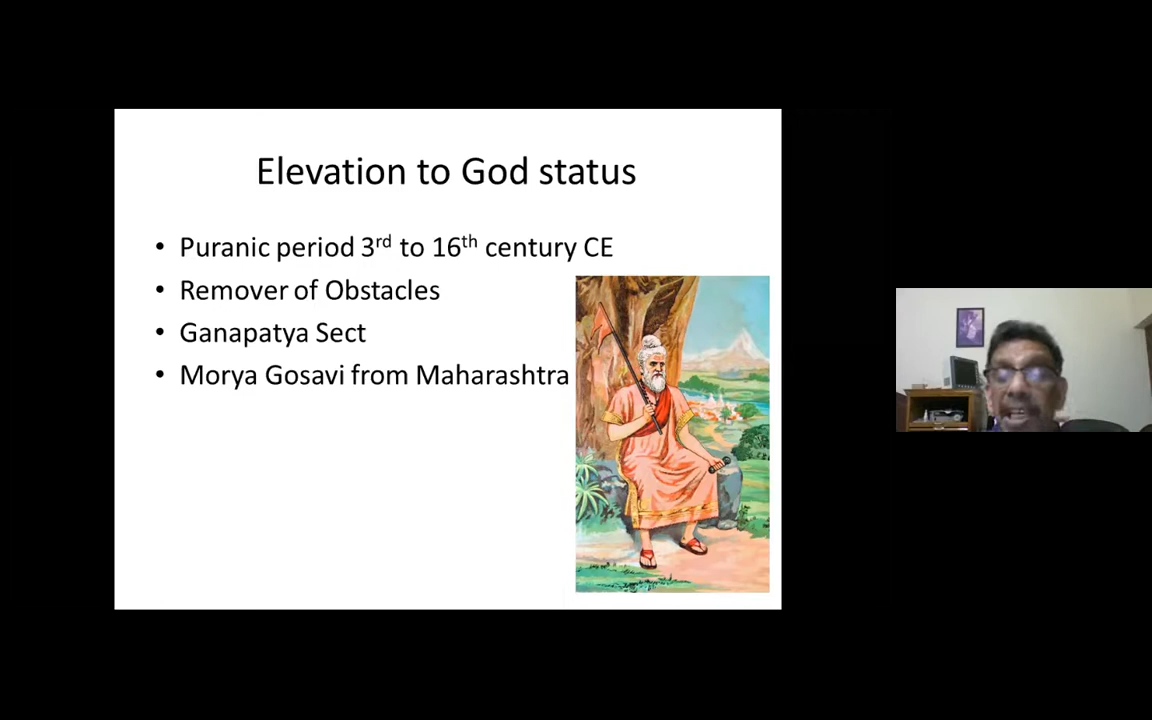 Elevation to God status
• Puranic period 3rd to 16th century CE
• Remover of Obstacles
• Ganapatya Sect
• Morya Gosavi from Maharashtra